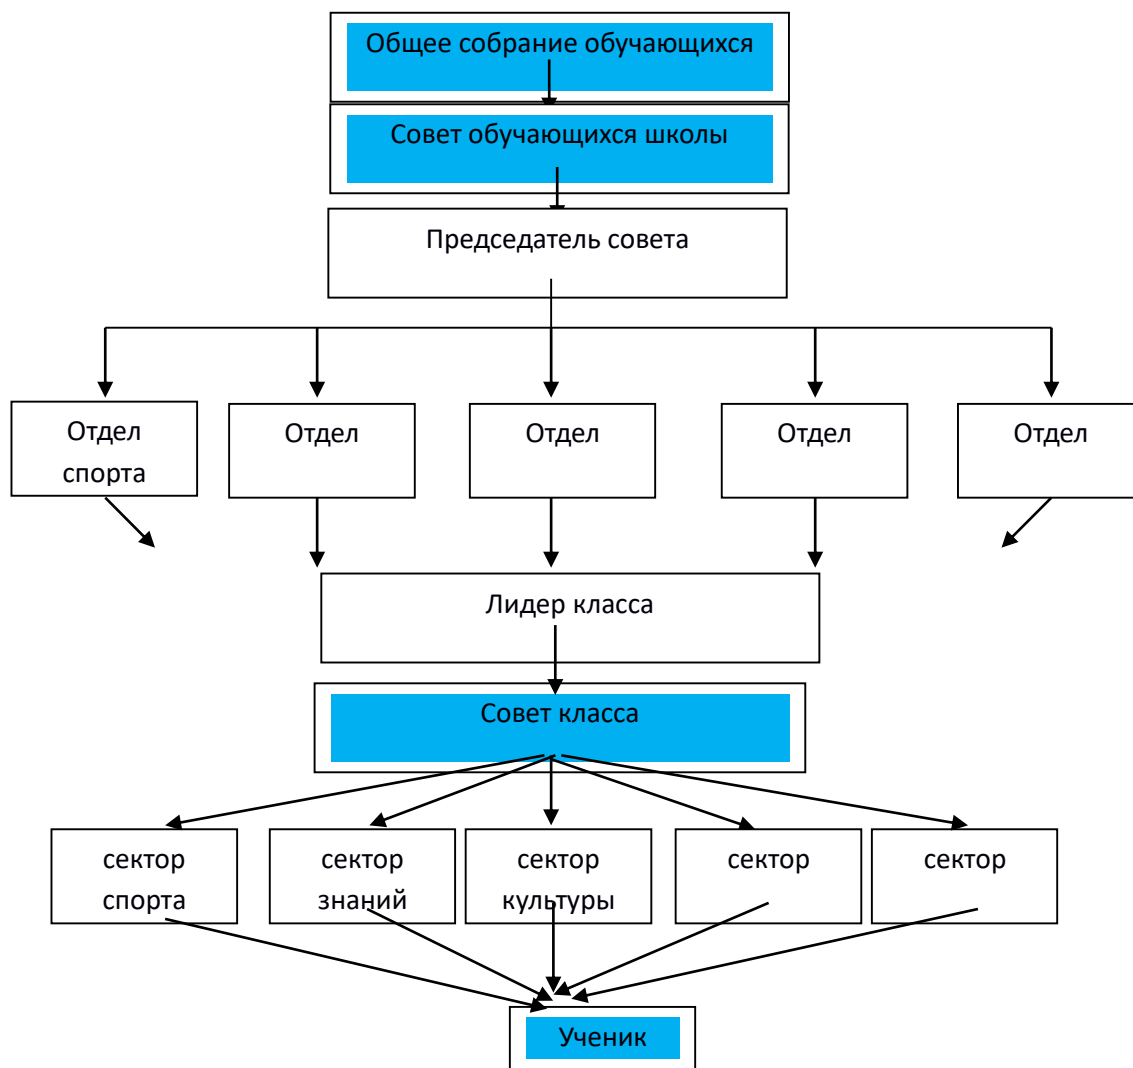 Общее собрание обучающихся
Совет обучающихся школы
Председатель совета
Отдел
спорта
Отдел
Отдел
Отдел
Отдел
Лидер класса
Совет класса
сектор
спорта
сектор
знаний
сектор
культуры
сектор
сектор
Ученик